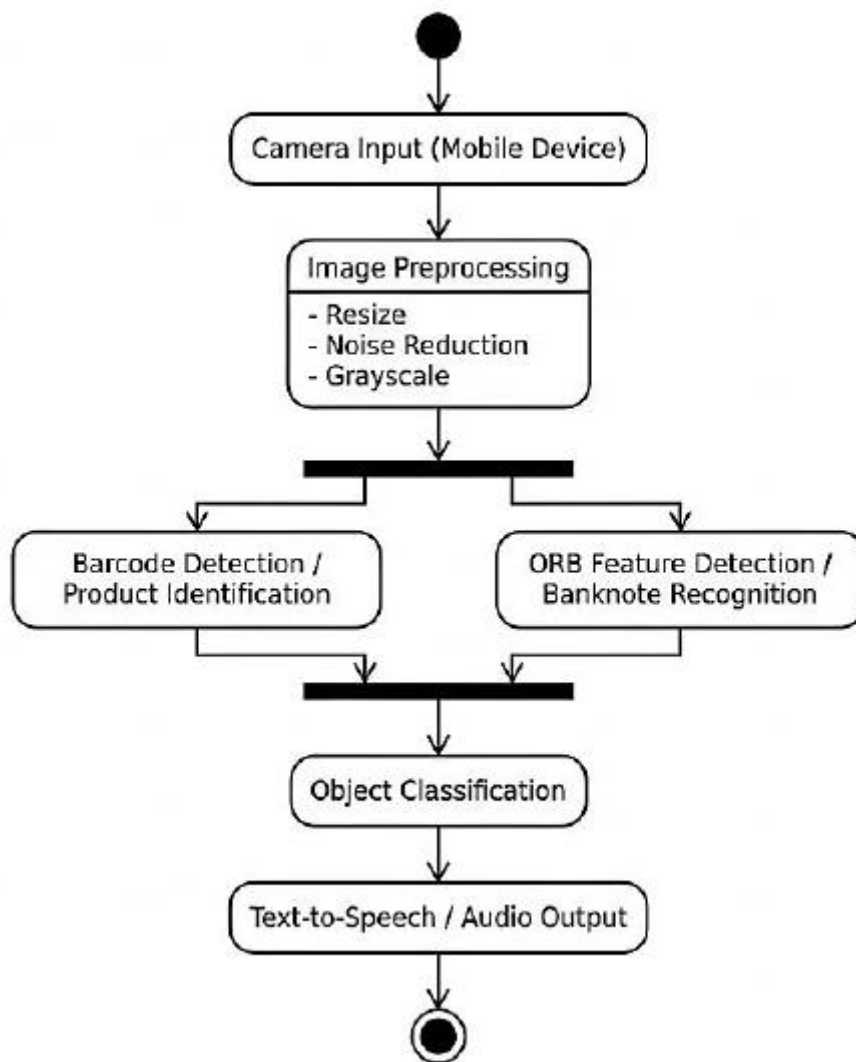 Camera Input (Mobile Device)
Image Preprocessing
- Resize
- Noise Reduction
- Grayscale
Barcode Detection /
Product Identification
ORB Feature Detection /
Banknote Recognition
Object Classification
Text-to-Speech / Audio Output